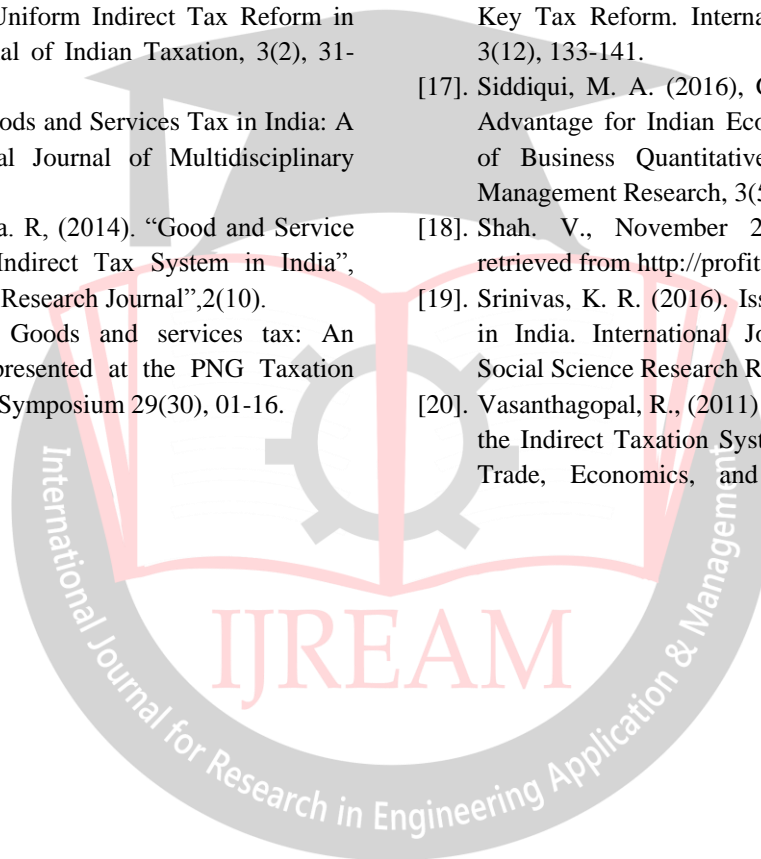 Uniform Indirect Tax Reform in
al of Indian Taxation, 3(2), 31-
ods and Services Tax in India: A
al Journal of Multidisciplinary
a. R, (2014). “Good and Service
Indirect Tax System in India”,
Research Journal”,2(10).
Goods and services tax: An
presented at the PNG Taxation
Symposium 29(30), 01-16.
Key Tax Reform. Interna
3(12), 133-141.
[17]. Siddiqui, M. A. (2016), G
Advantage for Indian Eco
of Business Quantitative
Management Research, 3(5
[18]. Shah. V., November 2
retrieved from http://profit
[19]. Srinivas, K. R. (2016). Iss
in India. International Jo
Social Science Research R
[20]. Vasanthagopal, R., (2011)
the Indirect Taxation Syst
Trade, Economics, and
IJREAM
International Journal for Research in Engineering Application & Management